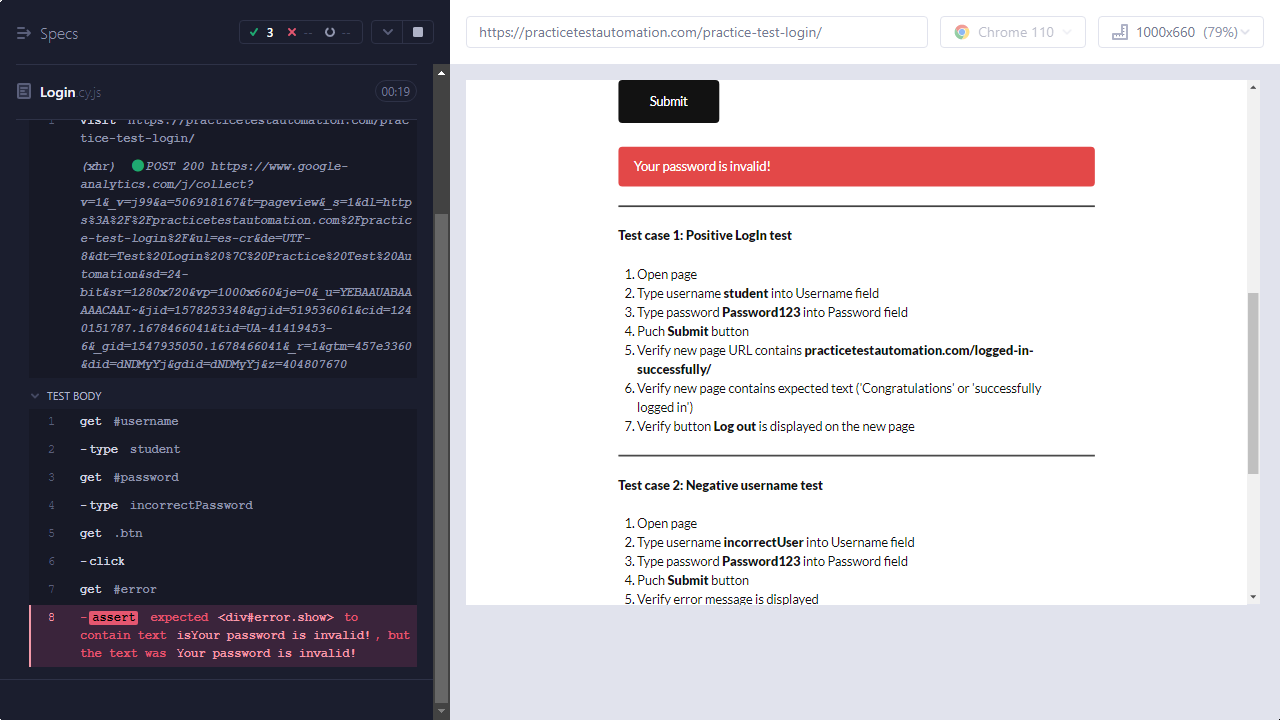 Specs
3
--
--
https://practicetestautomation.com/practice-test-login/
Chrome 110
1000x660 (79%)
Login.cy.js
00:19
1 visit https://practicetestautomation.com/prac
tice-test-login/
(xhr) POST 200 https://www.google-
analytics.com/j/collect?
v=1&_v=j99&a=506918167&t=pageview&_s=1&dl=http
s%3A%2F%2Fpracticetestautomation.com%2Fpractic
e-test-login%2F&ul=es-cr&de=UTF-
8&dt=Test%20Login%20%7C%20Practice%20Test%20Au
tomation&sd=24-
bit&sr=1280x720&vp=1000x660&je=0&_u=YEBAAUABAA
AAACAAI~&jid=1578253348&gjid=519536061&cid=124
0151787.1678466041&tid=UA-41419453-
6&_gid=1547935050.1678466041&_r=1&gtm=457e3360
&did=dNDMyYj&gdid=dNDMyYj&z=404807670
TEST BODY
1 get #username
2 -type student
3 get #password
4 -type incorrectPassword
5 get .btn
6 -click
7 get #error
8 -assert expected <div#error.show> to
contain text isYour password is invalid!, but
the text was Your password is invalid!
Submit
Your password is invalid!
Test case 1: Positive LogIn test
1. Open page
2. Type username student into Username field
3. Type password Password123 into Password field
4. Puch Submit button
5. Verify new page URL contains practicetestautomation.com/logged-in-
successfully/
6. Verify new page contains expected text ('Congratulations' or 'successfully
logged in')
7. Verify button Log out is displayed on the new page
Test case 2: Negative username test
1. Open page
2. Type username incorrectUser into Username field
3. Type password Password123 into Password field
4. Puch Submit button
5. Verify error message is displayed